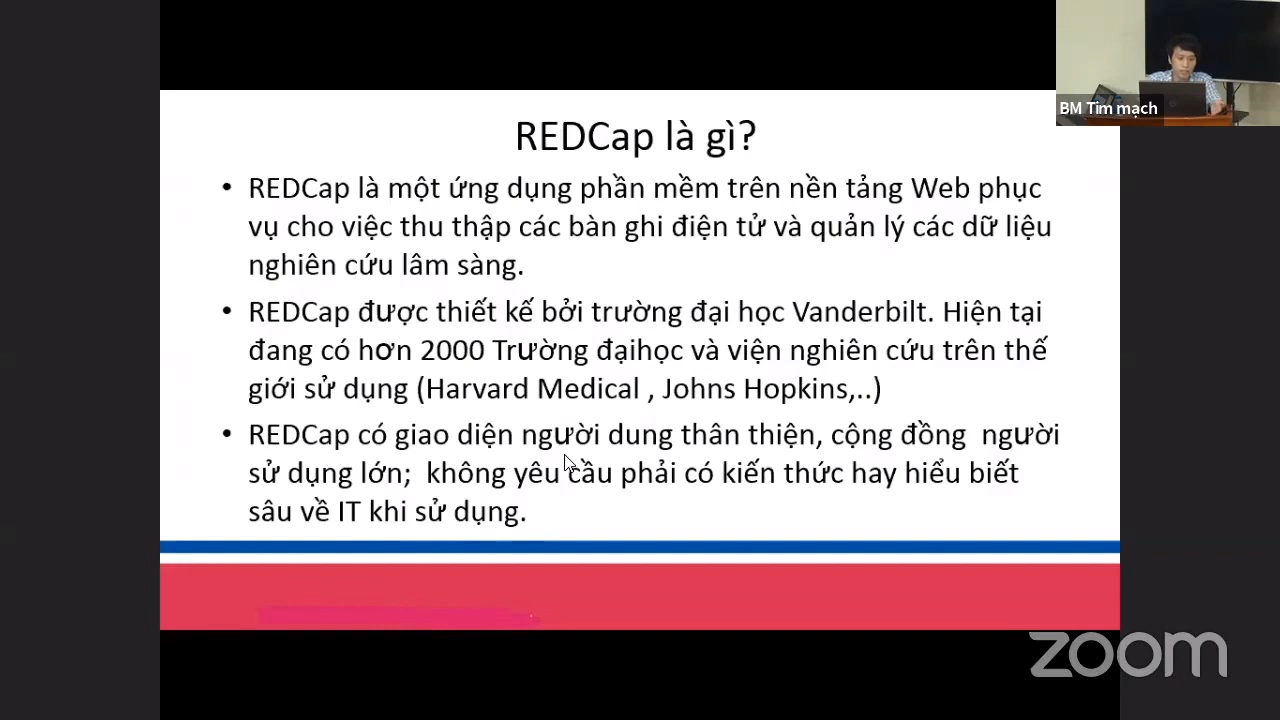 BM Tim mạch
REDCap là gì?
• REDCap là một ứng dụng phần mềm trên nền tảng Web phục
vụ cho việc thu thập các bàn ghi điện tử và quản lý các dữ liệu
nghiên cứu lâm sàng.
• REDCap được thiết kế bởi trường đại học Vanderbilt. Hiện tại
đang có hơn 2000 Trường đạihọc và viện nghiên cứu trên thế
giới sử dụng (Harvard Medical , Johns Hopkins,..)
• REDCap có giao diện người dung thân thiện, cộng đồng  người
sử dụng lớn;  không yêu cầu phải có kiến thức hay hiểu biết
sâu về IT khi sử dụng.
zoom